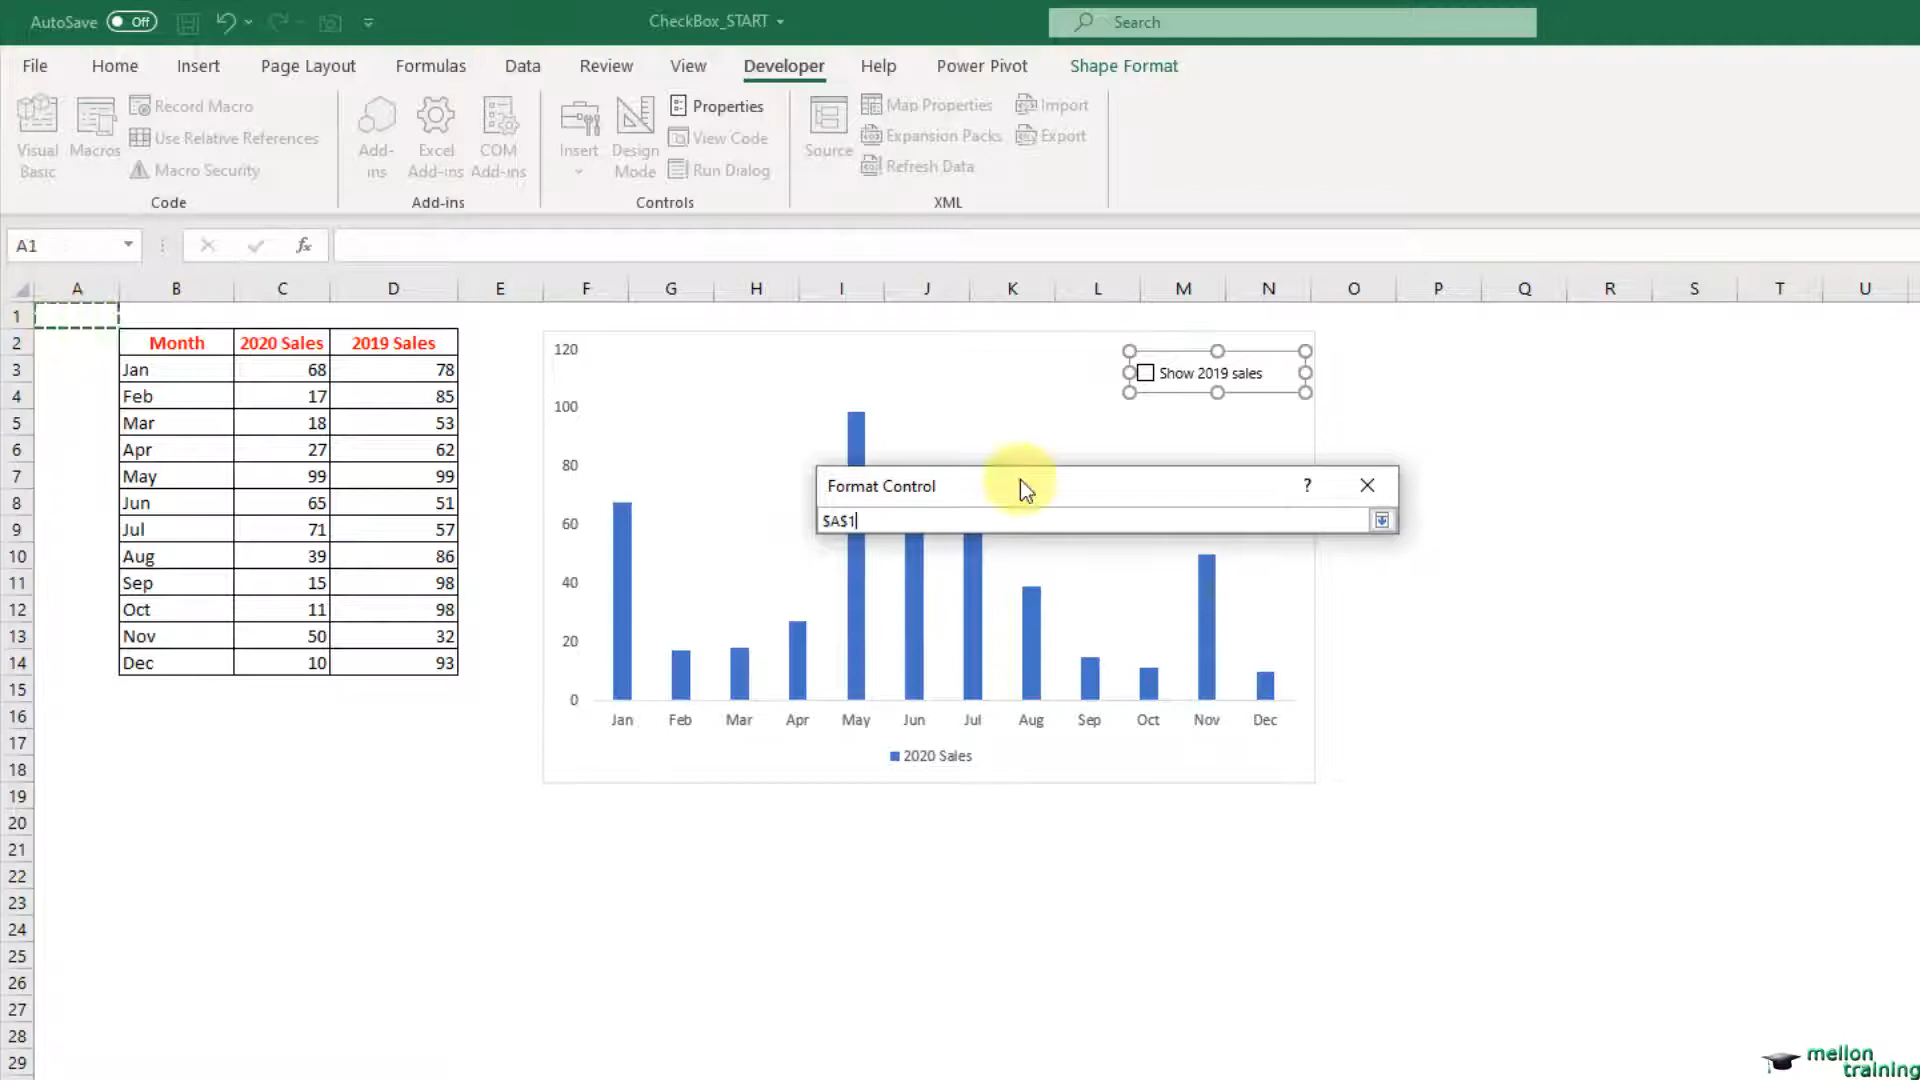 AutoSave Off
CheckBox_START
Search
File Home Insert Page Layout Formulas Data Review View Developer Help Power Pivot Shape Format
Visual Basic
Macros
Record Macro
Use Relative References
Macro Security
Code
Add-ins
Excel Add-ins
COM Add-ins
Add-ins
Insert
Design Mode
Properties
View Code
Run Dialog
Controls
Source
Map Properties
Expansion Packs
Refresh Data
Import
Export
XML
A1 fx
A B C D E F G H I J K L M N O P Q R S T U
1
2 Month 2020 Sales 2019 Sales
3 Jan 68 78
4 Feb 17 85
5 Mar 18 53
6 Apr 27 62
7 May 99 99
8 Jun 65 51
9 Jul 71 57
10 Aug 39 86
11 Sep 15 98
12 Oct 11 98
13 Nov 50 32
14 Dec 10 93
15
16
17
18
19
20
21
22
23
24
25
26
27
28
29
120
100
80
60
40
20
0
Show 2019 sales
Format Control ?
$A$1
Jan Feb Mar Apr May Jun Jul Aug Sep Oct Nov Dec
2020 Sales
mellon
training